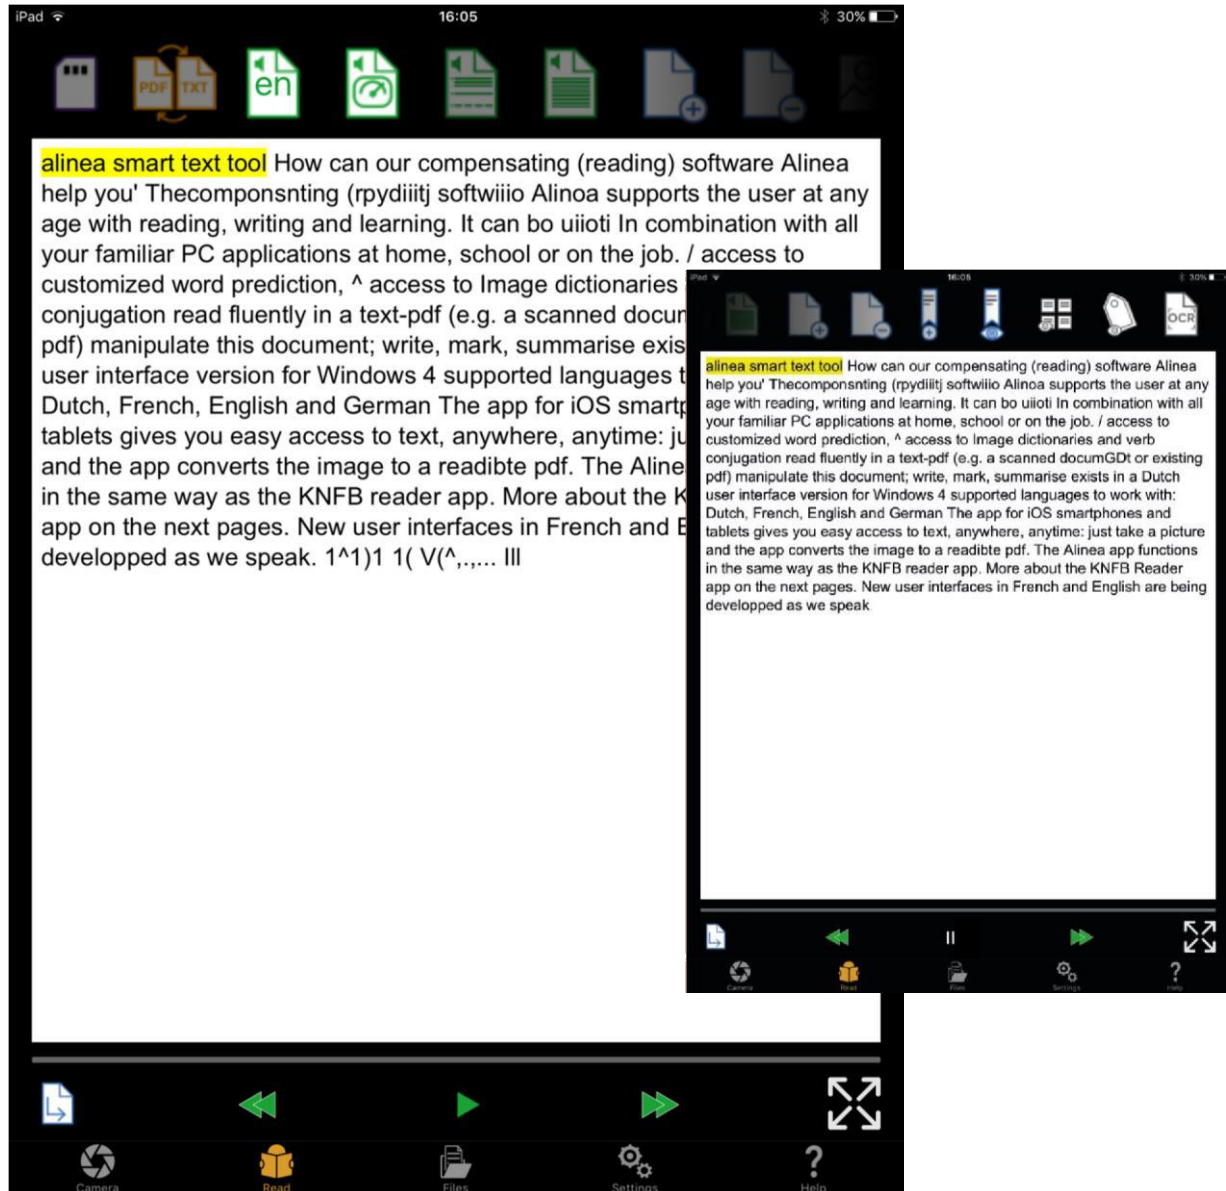 iPad 16:05 30%
PDF TXT en
alinea smart text tool How can our compensating (reading) software Alinea
help you' Thecomponsnting (rpydiiitj softwiiio Alinoa supports the user at any
age with reading, writing and learning. It can bo uiioti In combination with all
your familiar PC applications at home, school or on the job. / access to
customized word prediction, ^ access to Image dictionaries
conjugation read fluently in a text-pdf (e.g. a scanned docum
pdf) manipulate this document; write, mark, summarise exis
user interface version for Windows 4 supported languages t
Dutch, French, English and German The app for iOS smartp
tablets gives you easy access to text, anywhere, anytime: ju
and the app converts the image to a readibte pdf. The Aline
in the same way as the KNFB reader app. More about the K
app on the next pages. New user interfaces in French and E
developped as we speak. 1^1)1 1( V(^,.,... III
Camera Read Files Settings Help
iPad 16:05 30%
OCR
alinea smart text tool How can our compensating (reading) software Alinea
help you' Thecomponsnting (rpydiiitj softwiiio Alinoa supports the user at any
age with reading, writing and learning. It can bo uiioti In combination with all
your familiar PC applications at home, school or on the job. / access to
customized word prediction, ^ access to Image dictionaries and verb
conjugation read fluently in a text-pdf (e.g. a scanned documGDt or existing
pdf) manipulate this document; write, mark, summarise exists in a Dutch
user interface version for Windows 4 supported languages to work with:
Dutch, French, English and German The app for iOS smartphones and
tablets gives you easy access to text, anywhere, anytime: just take a picture
and the app converts the image to a readibte pdf. The Alinea app functions
in the same way as the KNFB reader app. More about the KNFB Reader
app on the next pages. New user interfaces in French and English are being
developped as we speak
Camera Read Files Settings Help